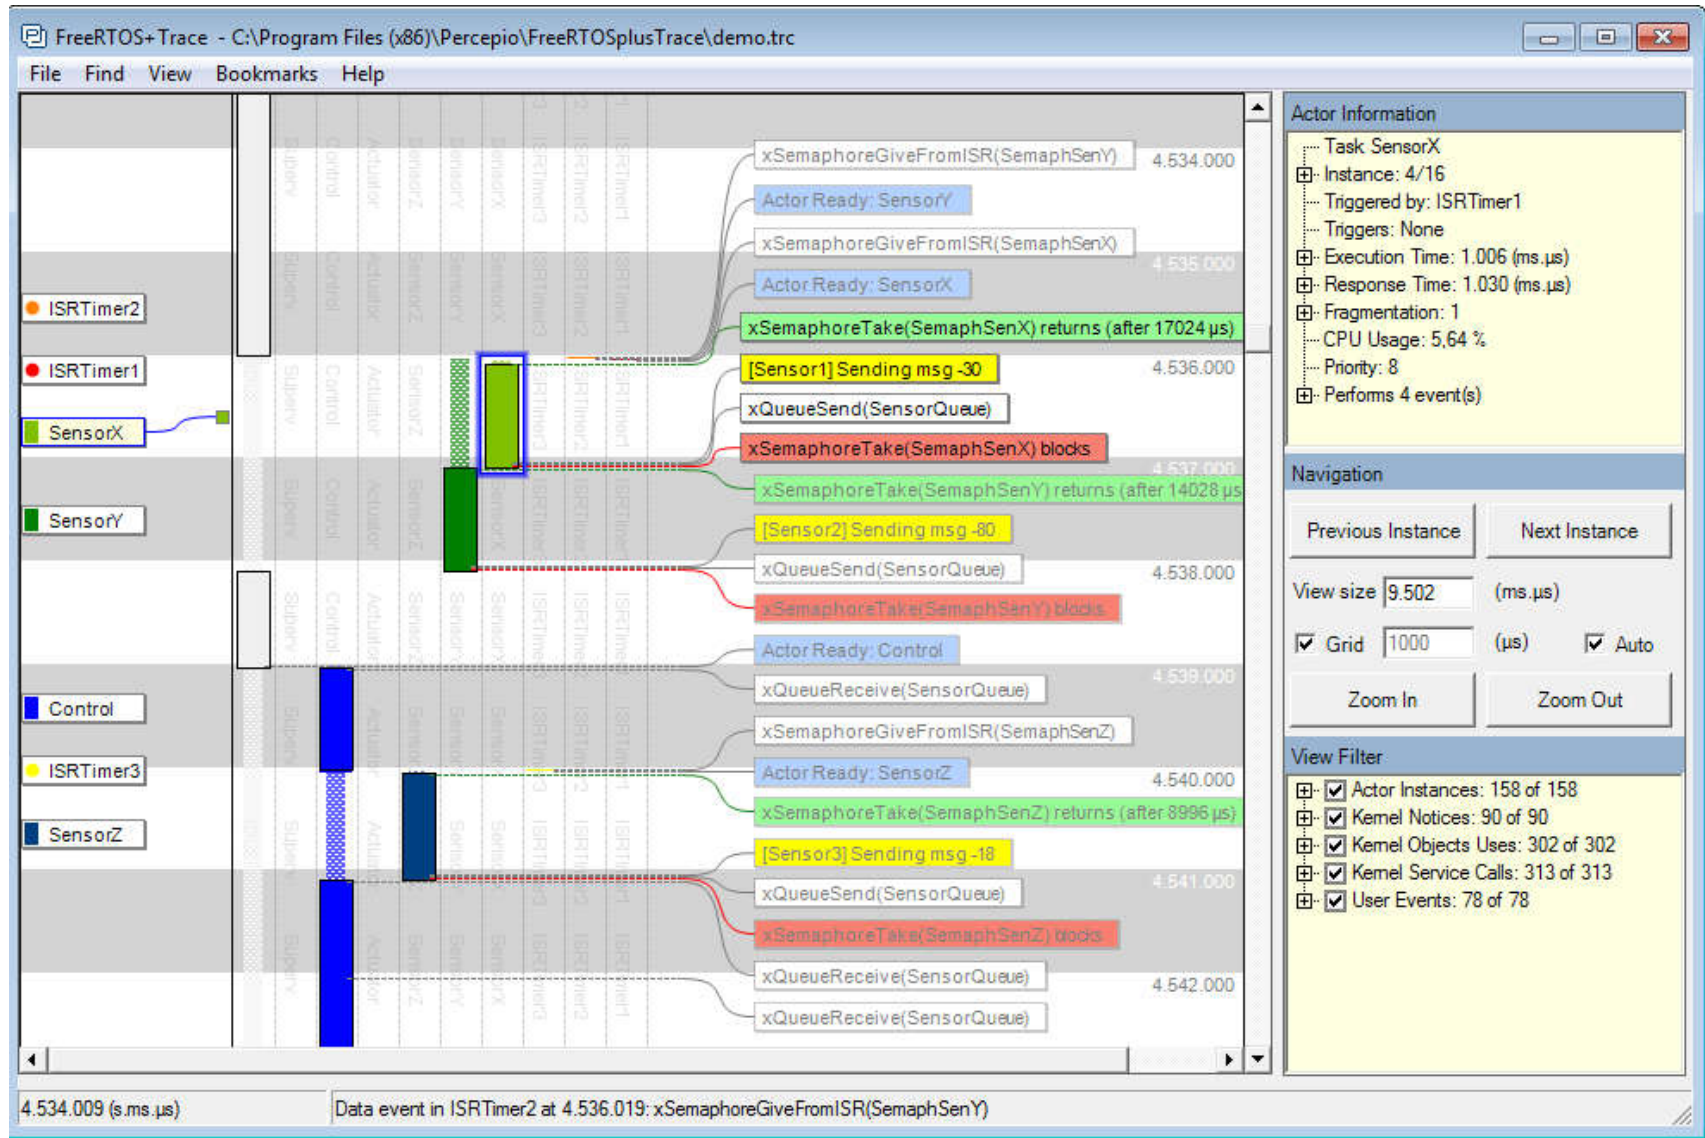 FreeRTOS+Trace - C:\Program Files (x86)\Percepio\FreeRTOSplusTrace\demo.trc
File Find View Bookmarks Help
ISRTimer2
ISRTimer1
SensorX
SensorY
Control
ISRTimer3
SensorZ
Superv Control Actuator SensorZ SensorY SensorX ISRTimer3 ISRTimer2 ISRTimer1
xSemaphoreGiveFromISR(SemaphSenY)
4.534.000
Actor Ready: SensorY
xSemaphoreGiveFromISR(SemaphSenX)
4.535.000
Actor Ready: SensorX
xSemaphoreTake(SemaphSenX) returns (after 17024 µs)
[Sensor1] Sending msg -30
4.536.000
xQueueSend(SensorQueue)
xSemaphoreTake(SemaphSenX) blocks
4.537.000
xSemaphoreTake(SemaphSenY) returns (after 14028 µs
[Sensor2] Sending msg -80
xQueueSend(SensorQueue)
4.538.000
xSemaphoreTake(SemaphSenY) blocks
Actor Ready: Control
4.539.000
xQueueReceive(SensorQueue)
xSemaphoreGiveFromISR(SemaphSenZ)
Actor Ready: SensorZ
4.540.000
xSemaphoreTake(SemaphSenZ) returns (after 8996 µs)
[Sensor3] Sending msg -18
4.541.000
xQueueSend(SensorQueue)
xSemaphoreTake(SemaphSenZ) blocks
xQueueReceive(SensorQueue)
4.542.000
xQueueReceive(SensorQueue)
Actor Information
Task SensorX
Instance: 4/16
Triggered by: ISRTimer1
Triggers: None
Execution Time: 1.006 (ms.µs)
Response Time: 1.030 (ms.µs)
Fragmentation: 1
CPU Usage: 5,64 %
Priority: 8
Performs 4 event(s)
Navigation
Previous Instance Next Instance
View size 9.502 (ms.µs)
Grid 1000 (µs) Auto
Zoom In Zoom Out
View Filter
Actor Instances: 158 of 158
Kernel Notices: 90 of 90
Kernel Objects Uses: 302 of 302
Kernel Service Calls: 313 of 313
User Events: 78 of 78
4.534.009 (s.ms.µs) Data event in ISRTimer2 at 4.536.019: xSemaphoreGiveFromISR(SemaphSenY)